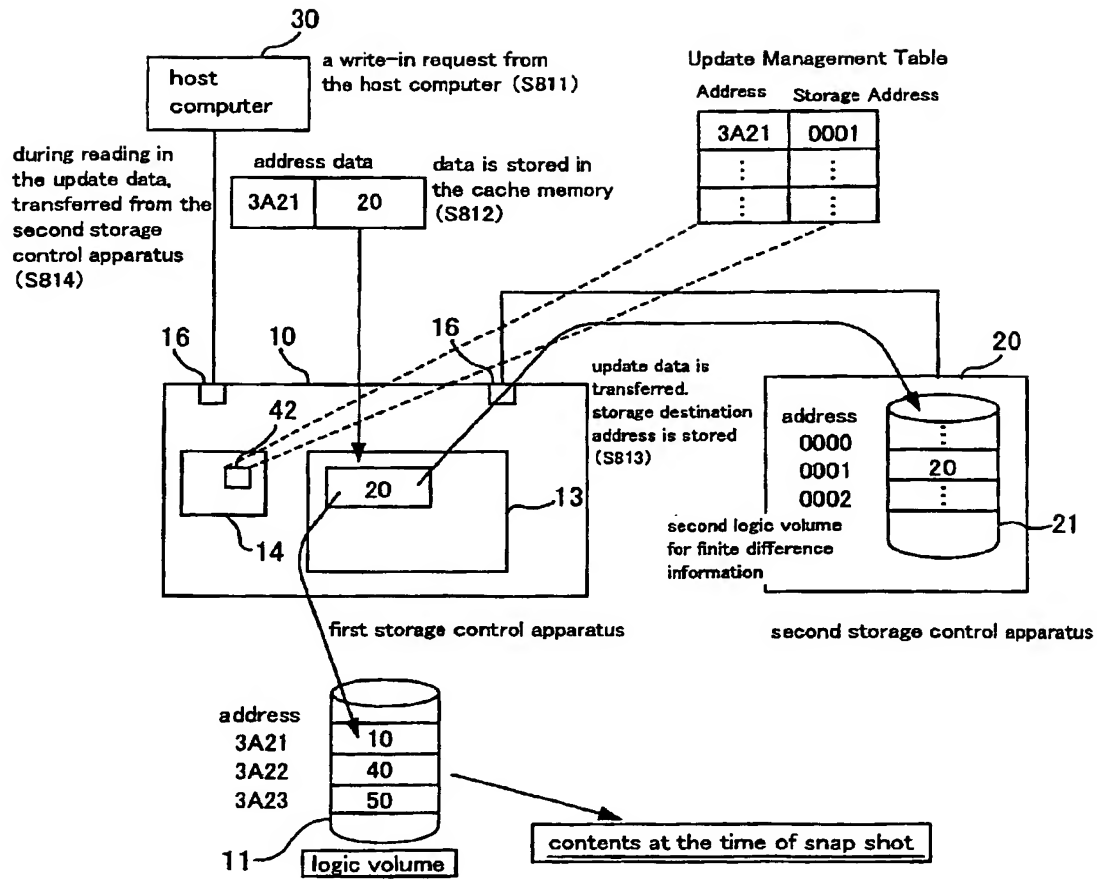 30
host
computer
a write-in request from
the host computer (S811)
Update Management Table
Address
Storage Address
3A21
0001
⋮
⋮
⋮
⋮
during reading in
the update data,
transferred from the
second storage
control apparatus
(S814)
address data
3A21
20
data is stored in
the cache memory
(S812)
16
10
16
20
42
update data is
transferred.
storage destination
address is stored
(S813)
address
0000
0001
0002
⋮
20
⋮
20
13
14
second logic volume
for finite difference
information
21
first storage control apparatus
second storage control apparatus
address
3A21
3A22
3A23
10
40
50
11
logic volume
contents at the time of snap shot